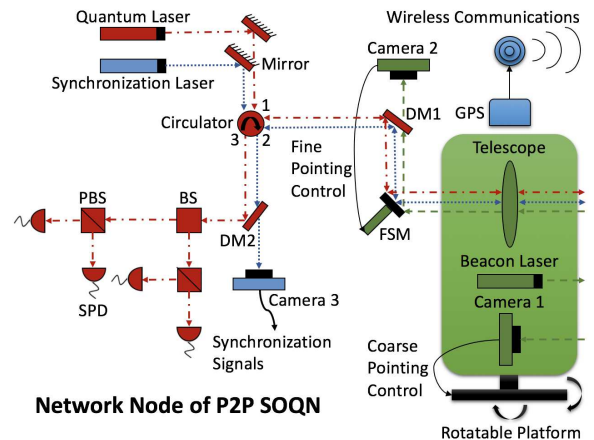 Quantum Laser
Wireless Communications
Camera 2
Mirror
Synchronization Laser
GPS
DM1
Circulator
1
3
2
Fine
Pointing
Control
Telescope
PBS
BS
FSM
DM2
Beacon Laser
SPD
Camera 3
Camera 1
Synchronization
Signals
Coarse
Pointing
Control
Network Node of P2P SOQN
Rotatable Platform